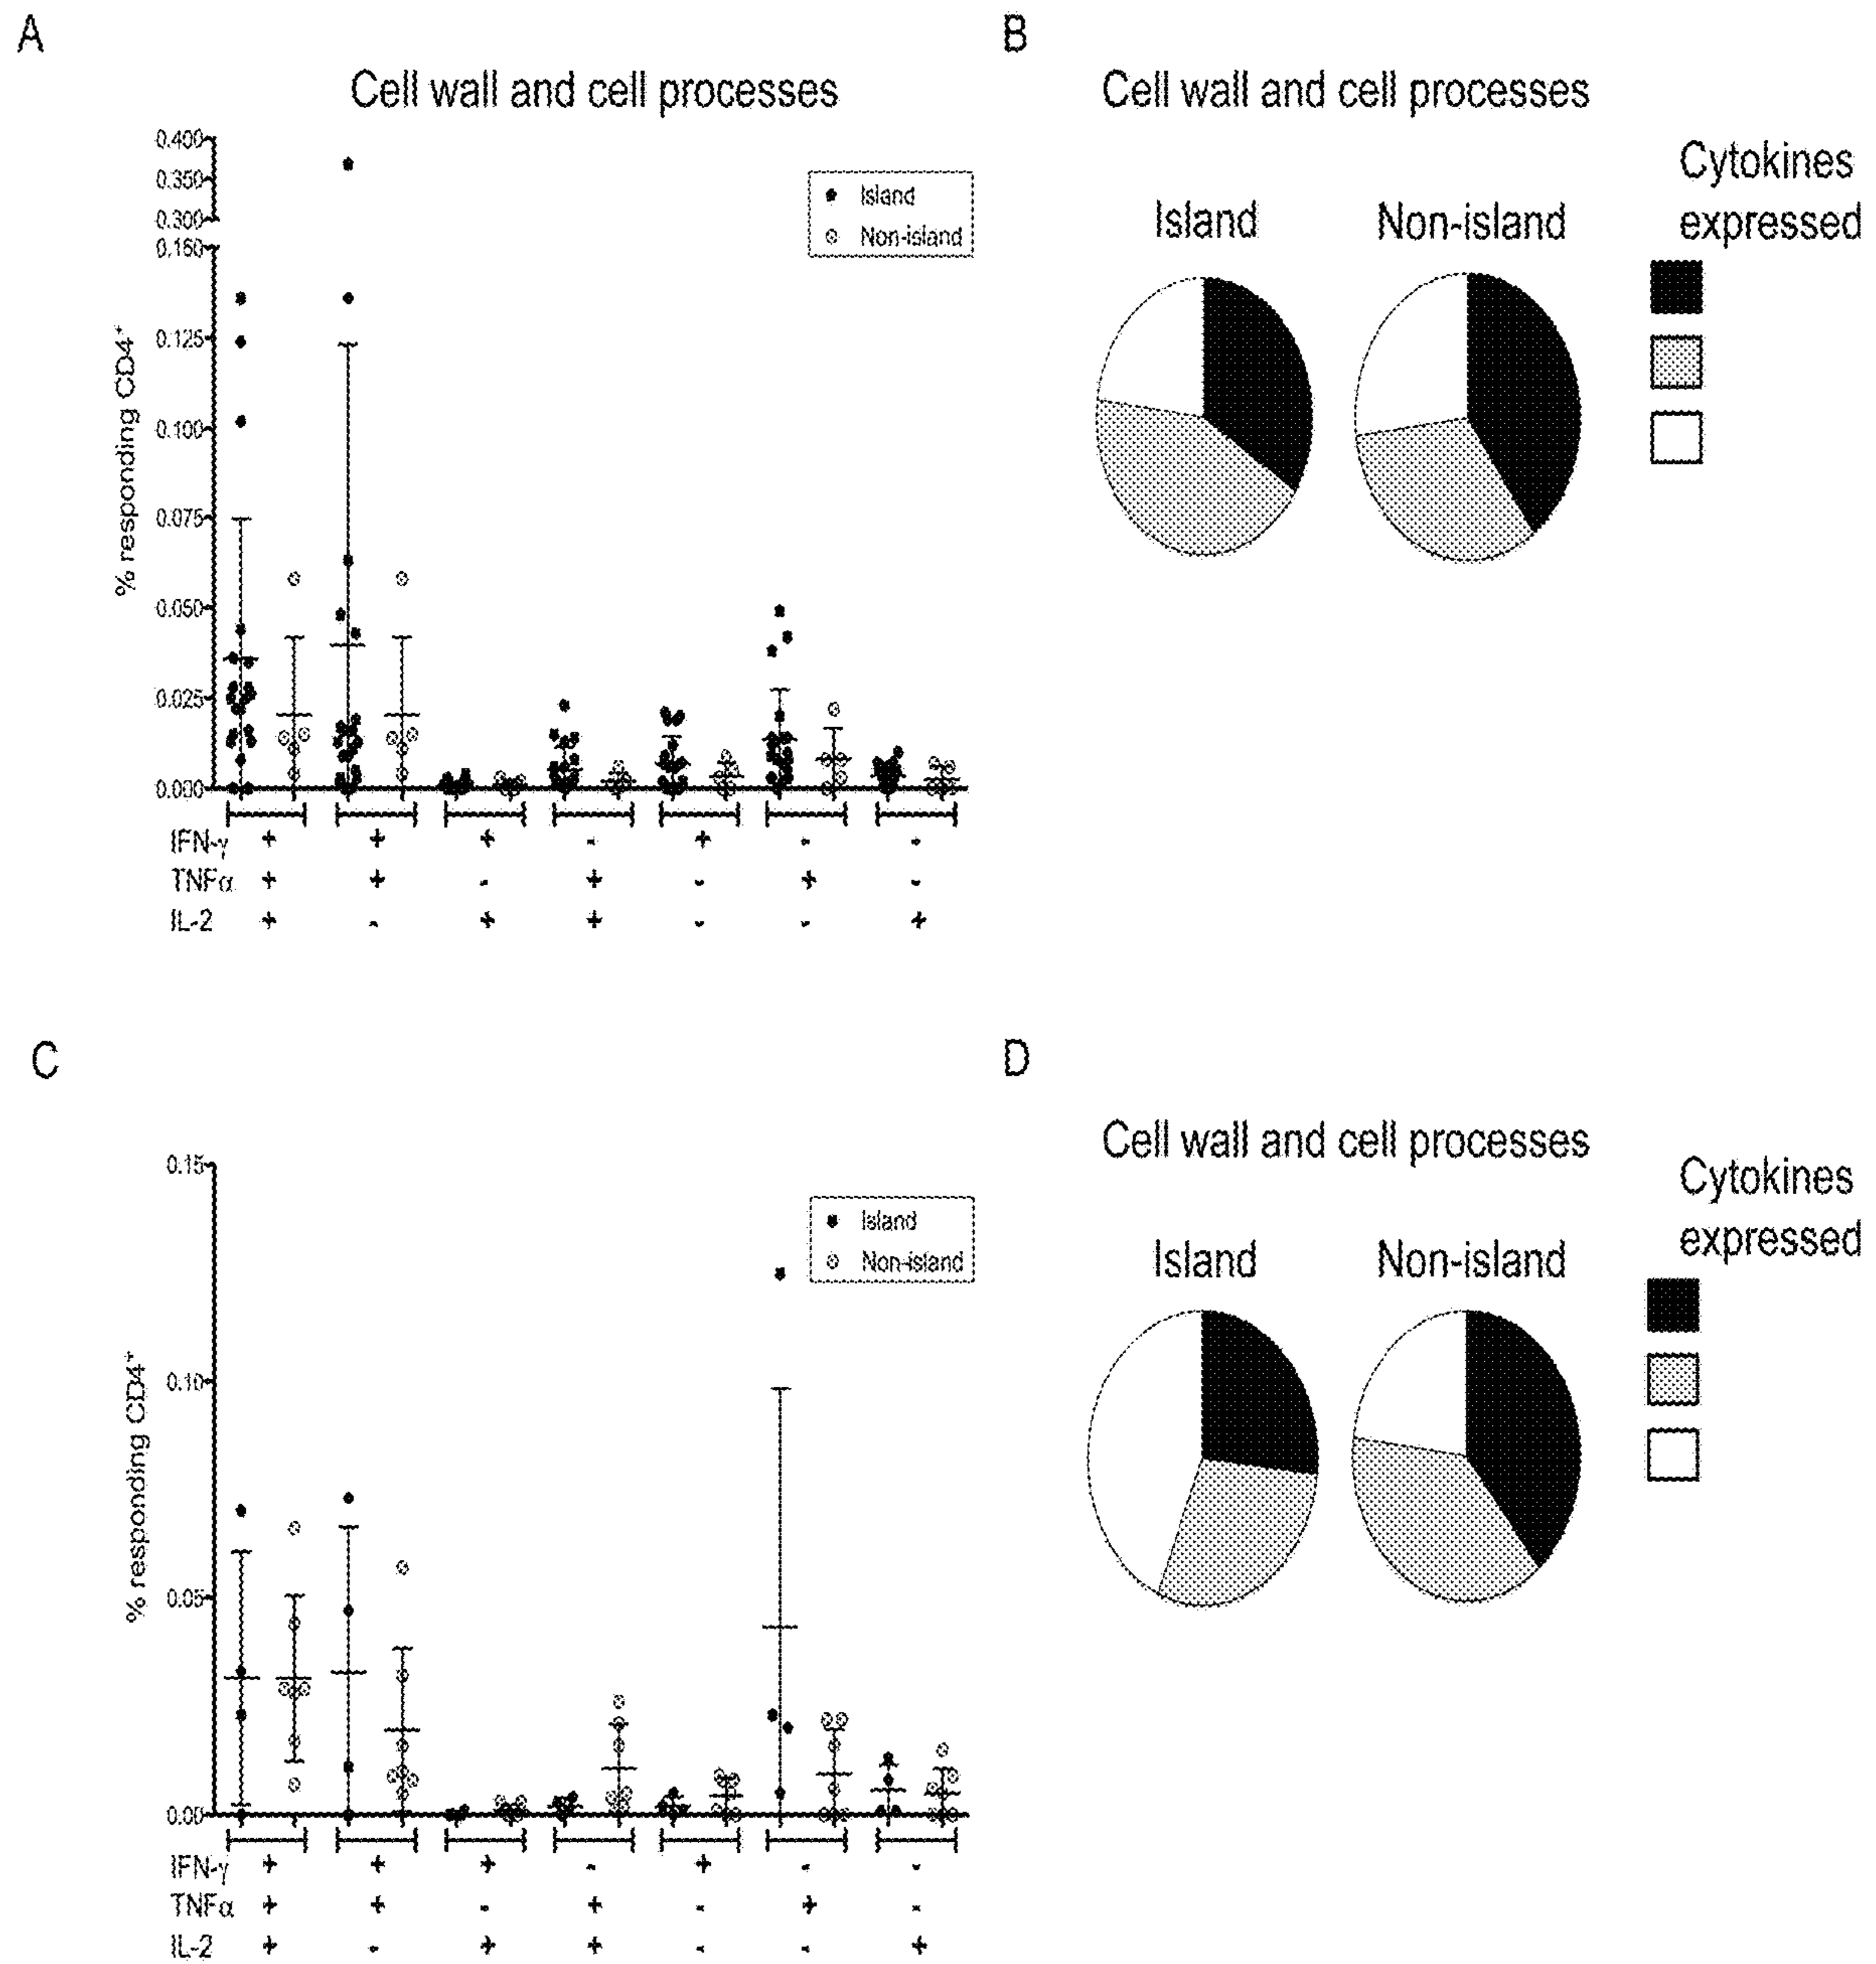 A
Cell wall and cell processes
0.400
0.350
0.300
0.150
0.125
0.100
0.075
0.050
0.025
0.000
% responding CD4+
Island
Non-island
IFN-γ + + + - + - -
TNFα + + - + - + -
IL-2 + - + + - - +
B
Cell wall and cell processes
Island
Non-island
Cytokines
expressed
C
0.15
0.10
0.05
0.00
% responding CD4+
Island
Non-island
IFN-γ + + + - + - -
TNFα + + - + - + -
IL-2 + - + + - - +
D
Cell wall and cell processes
Island
Non-island
Cytokines
expressed